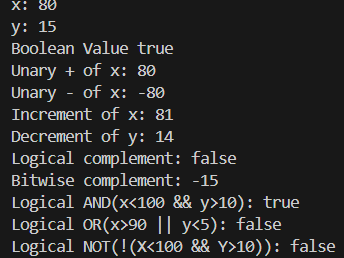 x: 80
y: 15
Boolean Value true
Unary + of x: 80
Unary - of x: -80
Increment of x: 81
Decrement of y: 14
Logical complement: false
Bitwise complement: -15
Logical AND(x<100 && y>10): true
Logical OR(x>90 || y<5): false
Logical NOT(!(X<100 && Y>10)): false